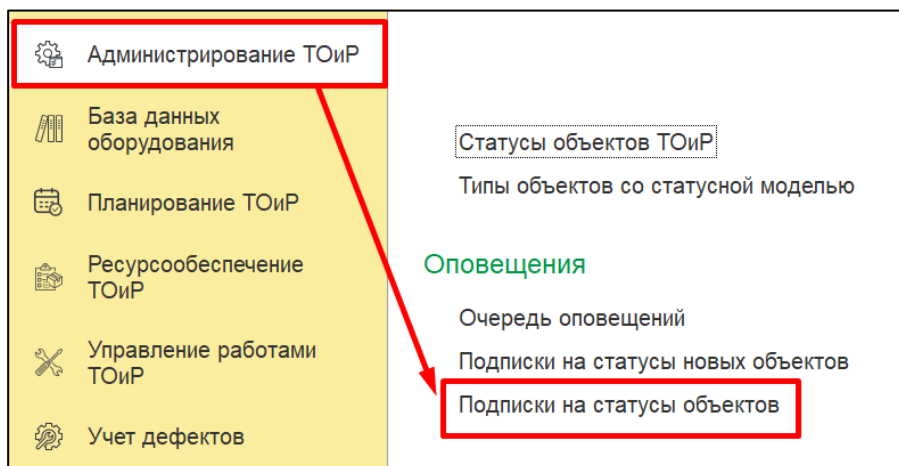 Администрирование ТОиР
База данных
оборудования
Планирование ТОиР
Ресурсообеспечение
ТОиР
Управление работами
ТОиР
Учет дефектов
Статусы объектов ТОиР
Типы объектов со статусной моделью
Оповещения
Очередь оповещений
Подписки на статусы новых объектов
Подписки на статусы объектов